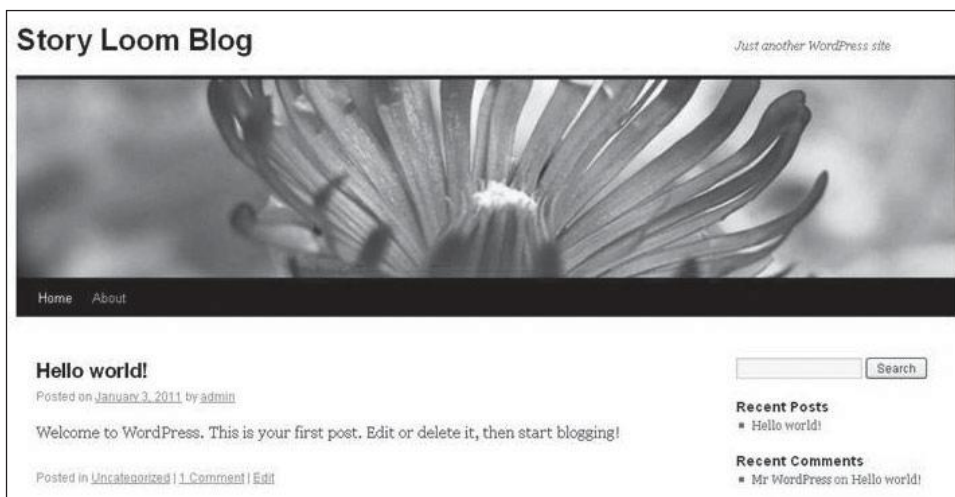 Story Loom Blog
Just another WordPress site
Home About
Hello world!
Posted on January 3, 2011 by admin
Welcome to WordPress. This is your first post. Edit or delete it, then start blogging!
Posted in Uncategorized | 1 Comment | Edit
Search
Recent Posts
Hello world!
Recent Comments
Mr WordPress on Hello world!